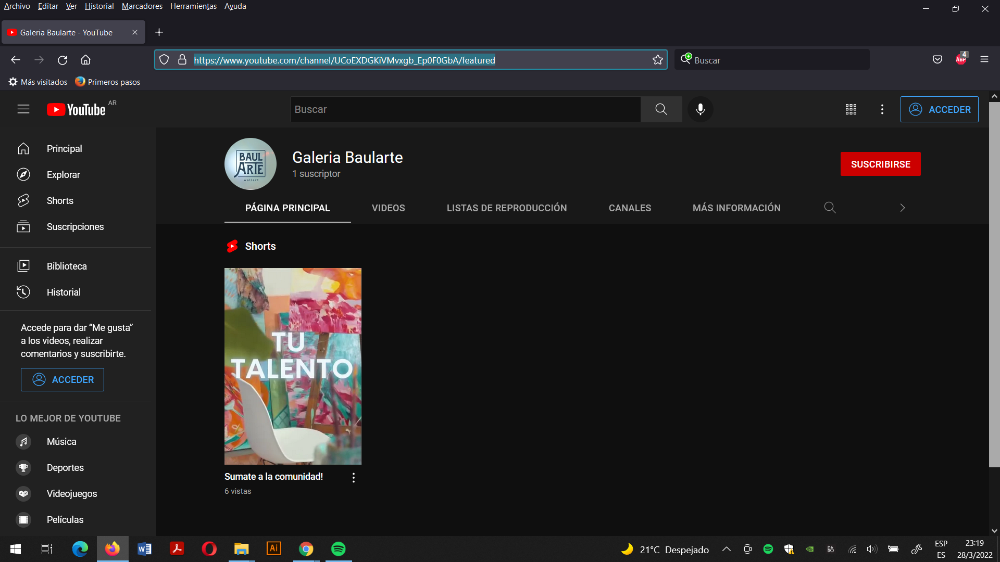 Archivo Editar Ver Historial Marcadores Herramientas Ayuda
Galeria Baularte - YouTube
https://www.youtube.com/channel/UCoEXDGKiVMvxgb_Ep0F0GbA/featured
Buscar
ABP
4
Más visitados
Primeros pasos
YouTube
AR
Buscar
ACCEDER
Principal
Explorar
Shorts
Suscripciones
Biblioteca
Historial
Accede para dar “Me gusta”
a los videos, realizar
comentarios y suscribirte.
ACCEDER
LO MEJOR DE YOUTUBE
Música
Deportes
Videojuegos
Películas
BAUL
ARTE
wallart
Galeria Baularte
1 suscriptor
SUSCRIBIRSE
PÁGINA PRINCIPAL
VIDEOS
LISTAS DE REPRODUCCIÓN
CANALES
MÁS INFORMACIÓN
Shorts
TU
TALENTO
Sumate a la comunidad!
6 vistas
W
Ai
21°C Despejado
ESP
ES
23:19
28/3/2022